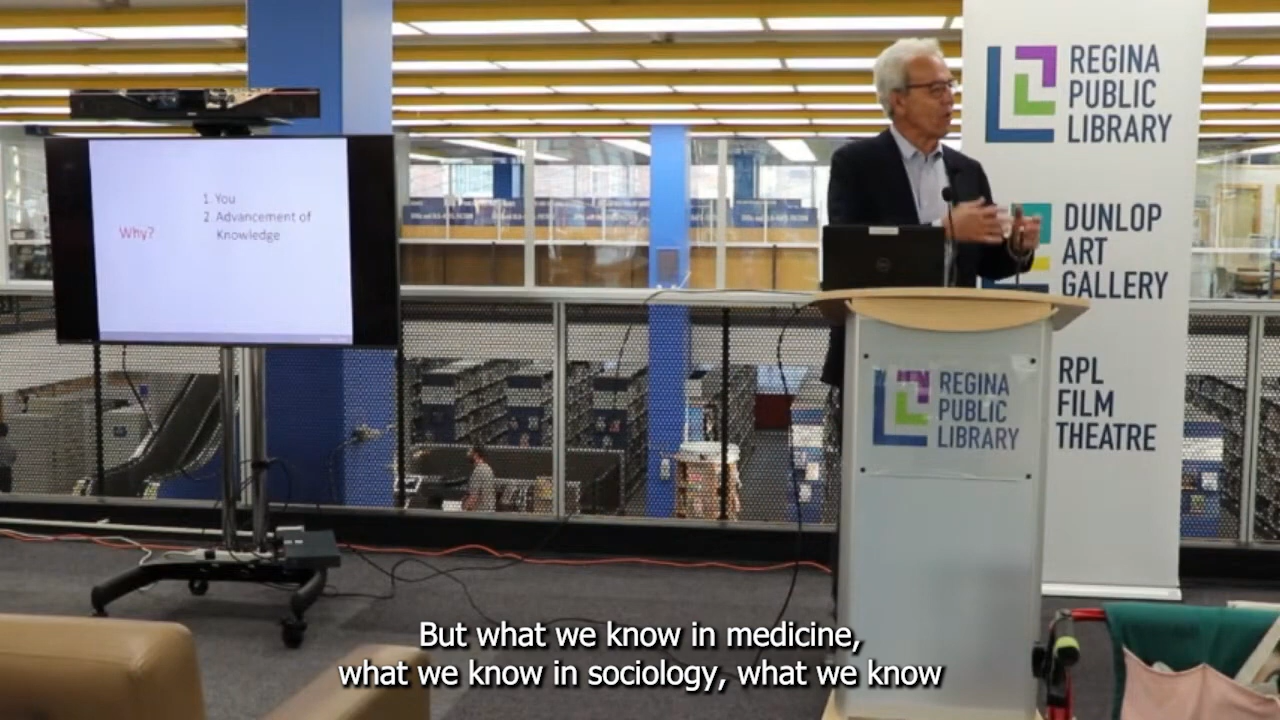 1. You
2. Advancement of
Why?
Knowledge
REGINA
PUBLIC
LIBRARY
DUNLOP
ART
GALLERY
RPL
FILM
THEATRE
REGINA
PUBLIC
LIBRARY
But what we know in medicine,
what we know in sociology, what we know